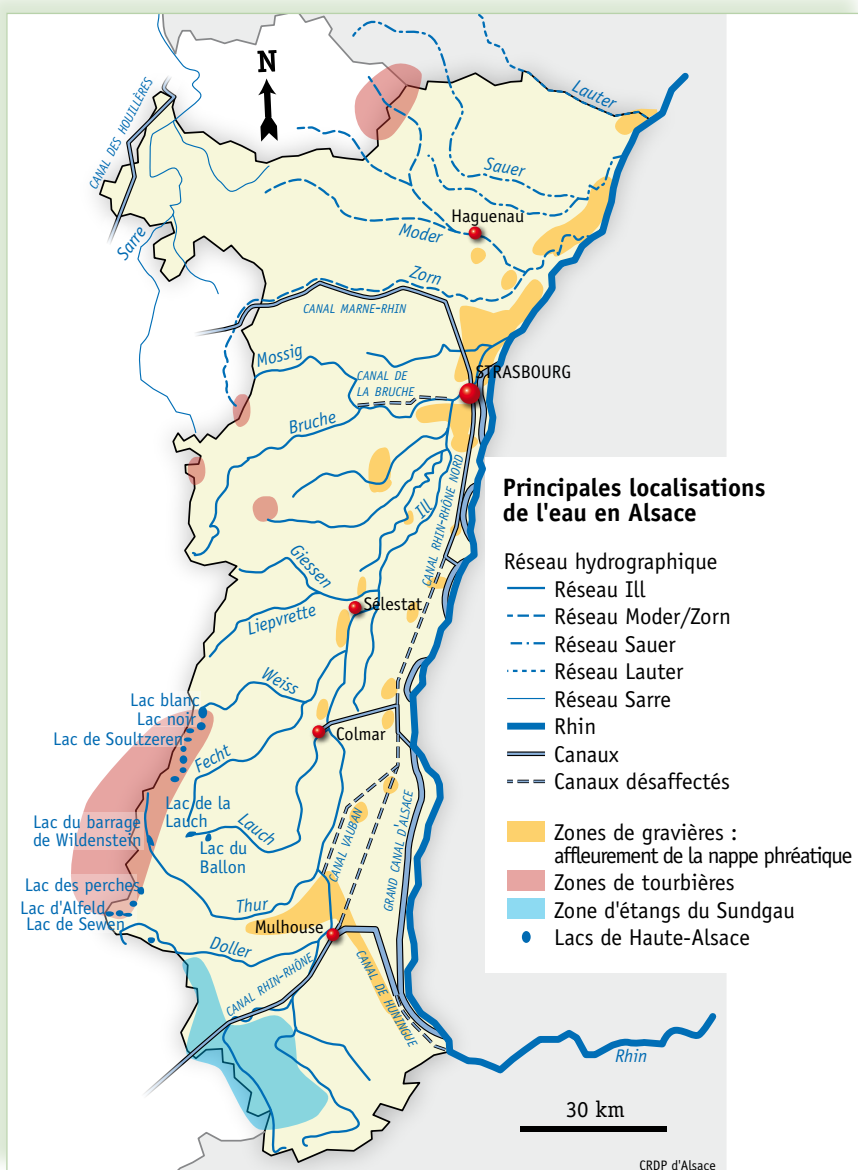 N
CANAL DES HOUILLÈRES
Lauter
Sarre
Sauer
Haguenau
Moder
Zorn
CANAL MARNE-RHIN
Mossig
CANAL DE
LA BRUCHE
STRASBOURG
Bruche
Ill
CANAL RHIN-RHÔNE NORD
Giessen
Sélestat
Liepvrette
Weiss
Lac blanc
Lac noir
Lac de Soultzeren
Colmar
Fecht
Lac de la
Lauch
Lauch
Lac du barrage
de Wildenstein
Lac du
Ballon
CANAL VAUBAN
GRAND CANAL D'ALSACE
Lac des perches
Thur
Lac d'Alfeld
Lac de Sewen
Mulhouse
Doller
CANAL RHIN-RHÔNE
CANAL DE HUNINGUE
Rhin
Principales localisations
de l'eau en Alsace
Réseau hydrographique
Réseau Ill
Réseau Moder/Zorn
Réseau Sauer
Réseau Lauter
Réseau Sarre
Rhin
Canaux
Canaux désaffectés
Zones de gravières :
affleurement de la nappe phréatique
Zones de tourbières
Zone d'étangs du Sundgau
Lacs de Haute-Alsace
30 km
CRDP d'Alsace